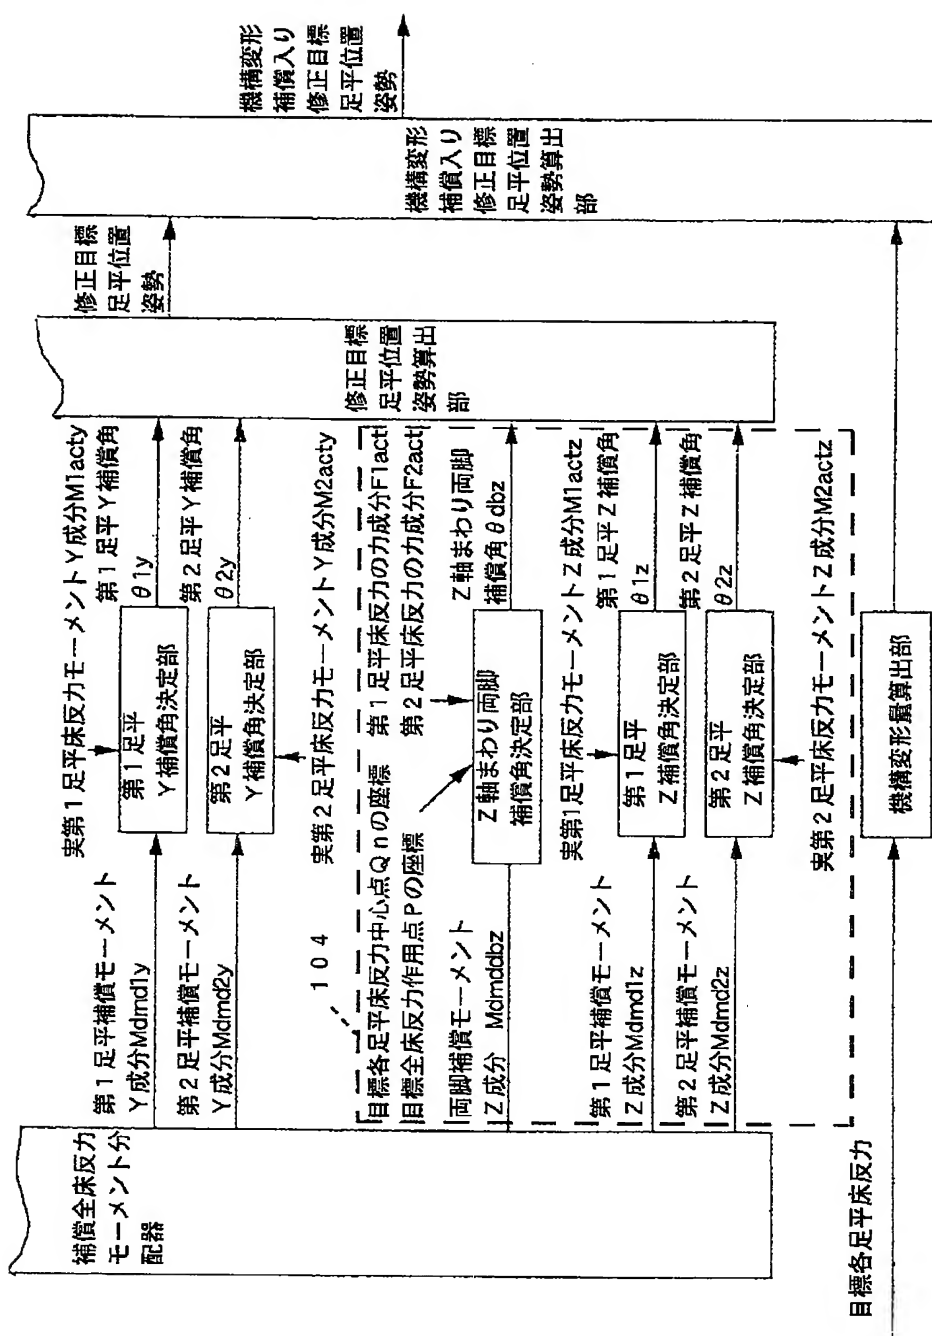 補償全床反力
モーメント分
配器
第1足平補償モーメント
Y成分Mdmd1y
第2足平補償モーメント
Y成分Mdmd2y
実第1足平床反力モーメントY成分M1acty
第1足平
Y補償角決定部
第2足平
Y補償角決定部
実第2足平床反力モーメントY成分M2acty
第1足平Y補償角
θ1y
第2足平Y補償角
θ2y
104
目標各足平床反力中心点Qnの座標
目標全床反力作用点Pの座標
第1足平床反力の力成分F1act
第2足平床反力の力成分F2act
両脚補償モーメント
Z成分 Mdmddbz
Z軸まわり両脚
補償角決定部
Z軸まわり両脚
補償角θdbz
実第1足平床反力モーメントZ成分M1actz
第1足平補償モーメント
Z成分Mdmd1z
第1足平
Z補償角決定部
第1足平Z補償角
θ1z
第2足平補償モーメント
Z成分Mdmd2z
第2足平
Z補償角決定部
第2足平Z補償角
θ2z
実第2足平床反力モーメントZ成分M2actz
目標各足平床反力
機構変形量算出部
修正目標
足平位置
姿勢算出
部
修正目標
足平位置
姿勢
機構変形
補償入り
修正目標
足平位置
姿勢算出
部
機構変形
補償入り
修正目標
足平位置
姿勢